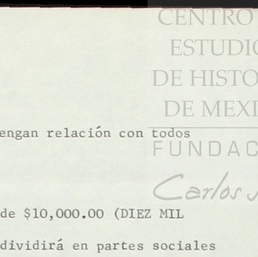 CENTRO
ESTUDIO
DE HISTO
DE MEXI
engan relación con todos
FUNDAC
Carlos
de $10,000.00 (DIEZ MIL
dividirá en partes sociales